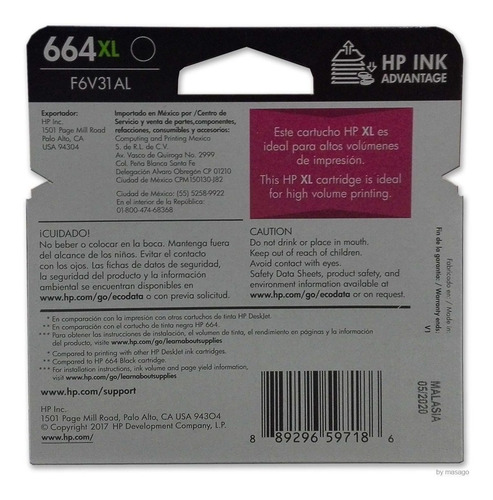 664XL
F6V31AL
HP INK
ADVANTAGE
Exportador:
HP Inc.
1501 Page Mill Road
Palo Alto, CA
USA 94304
Importado en México por /Centro de
Servicio y venta de partes,componentes,
refacciones, consumibles y accesorios:
Computing and Printing Mexico
S. de R.L. de C.V.
Av. Vasco de Quiroga No. 2999
Col. Peña Blanca Santa Fe
Delegación Alvaro Obregón CP 01210
Ciudad de México CPM150130-JB2
Ciudad de México: (55) 5258-9922
En el interior de la República:
01-800-474-68368
Este cartucho HP XL es
ideal para altos volúmenes
de impresión.
This HP XL cartridge is ideal
for high volume printing.
¡CUIDADO!
No beber o colocar en la boca. Mantenga fuera
del alcance de los niños. Evitar el contacto
con los ojos. Las fichas de datos de seguridad,
la seguridad del producto y la información
ambiental se encuentran disponibles en
www.hp.com/go/ecodata o con previa solicitud.
CAUTION
Do not drink or place in mouth.
Keep out of reach of children.
Avoid contact with eyes.
Safety Data Sheets, product safety, and
environment information available at
www.hp.com/go/ecodata or on request.
Fabricado en: / Made in:
Fin de la garantía: / Warranty ends:
V1
MALASIA
05/2020
* En comparación con la impresión con otros cartuchos de tinta HP Deskjet.
** En comparación con el cartucho de tinta negro HP 664.
*** Para obtener las instrucciones de instalación, el volumen de tinta, el rendimiento en páginas y la información
del producto, visite www.hp.com/go/learnaboutsupplies
* Compared to printing with other HP Deskjet ink cartridges.
** Compared to HP 664 Black cartridge.
*** For installation instruction, ink volume and page yield information,
visit www.hp.com/go/learnaboutsupplies
www.hp.com/support
HP Inc.
1501 Page Mill Road, Palo Alto, CA USA 94304
© Copyright 2017 HP Development Company, L.P.
www.hp.com/
8 89296 59718 6
by masiago